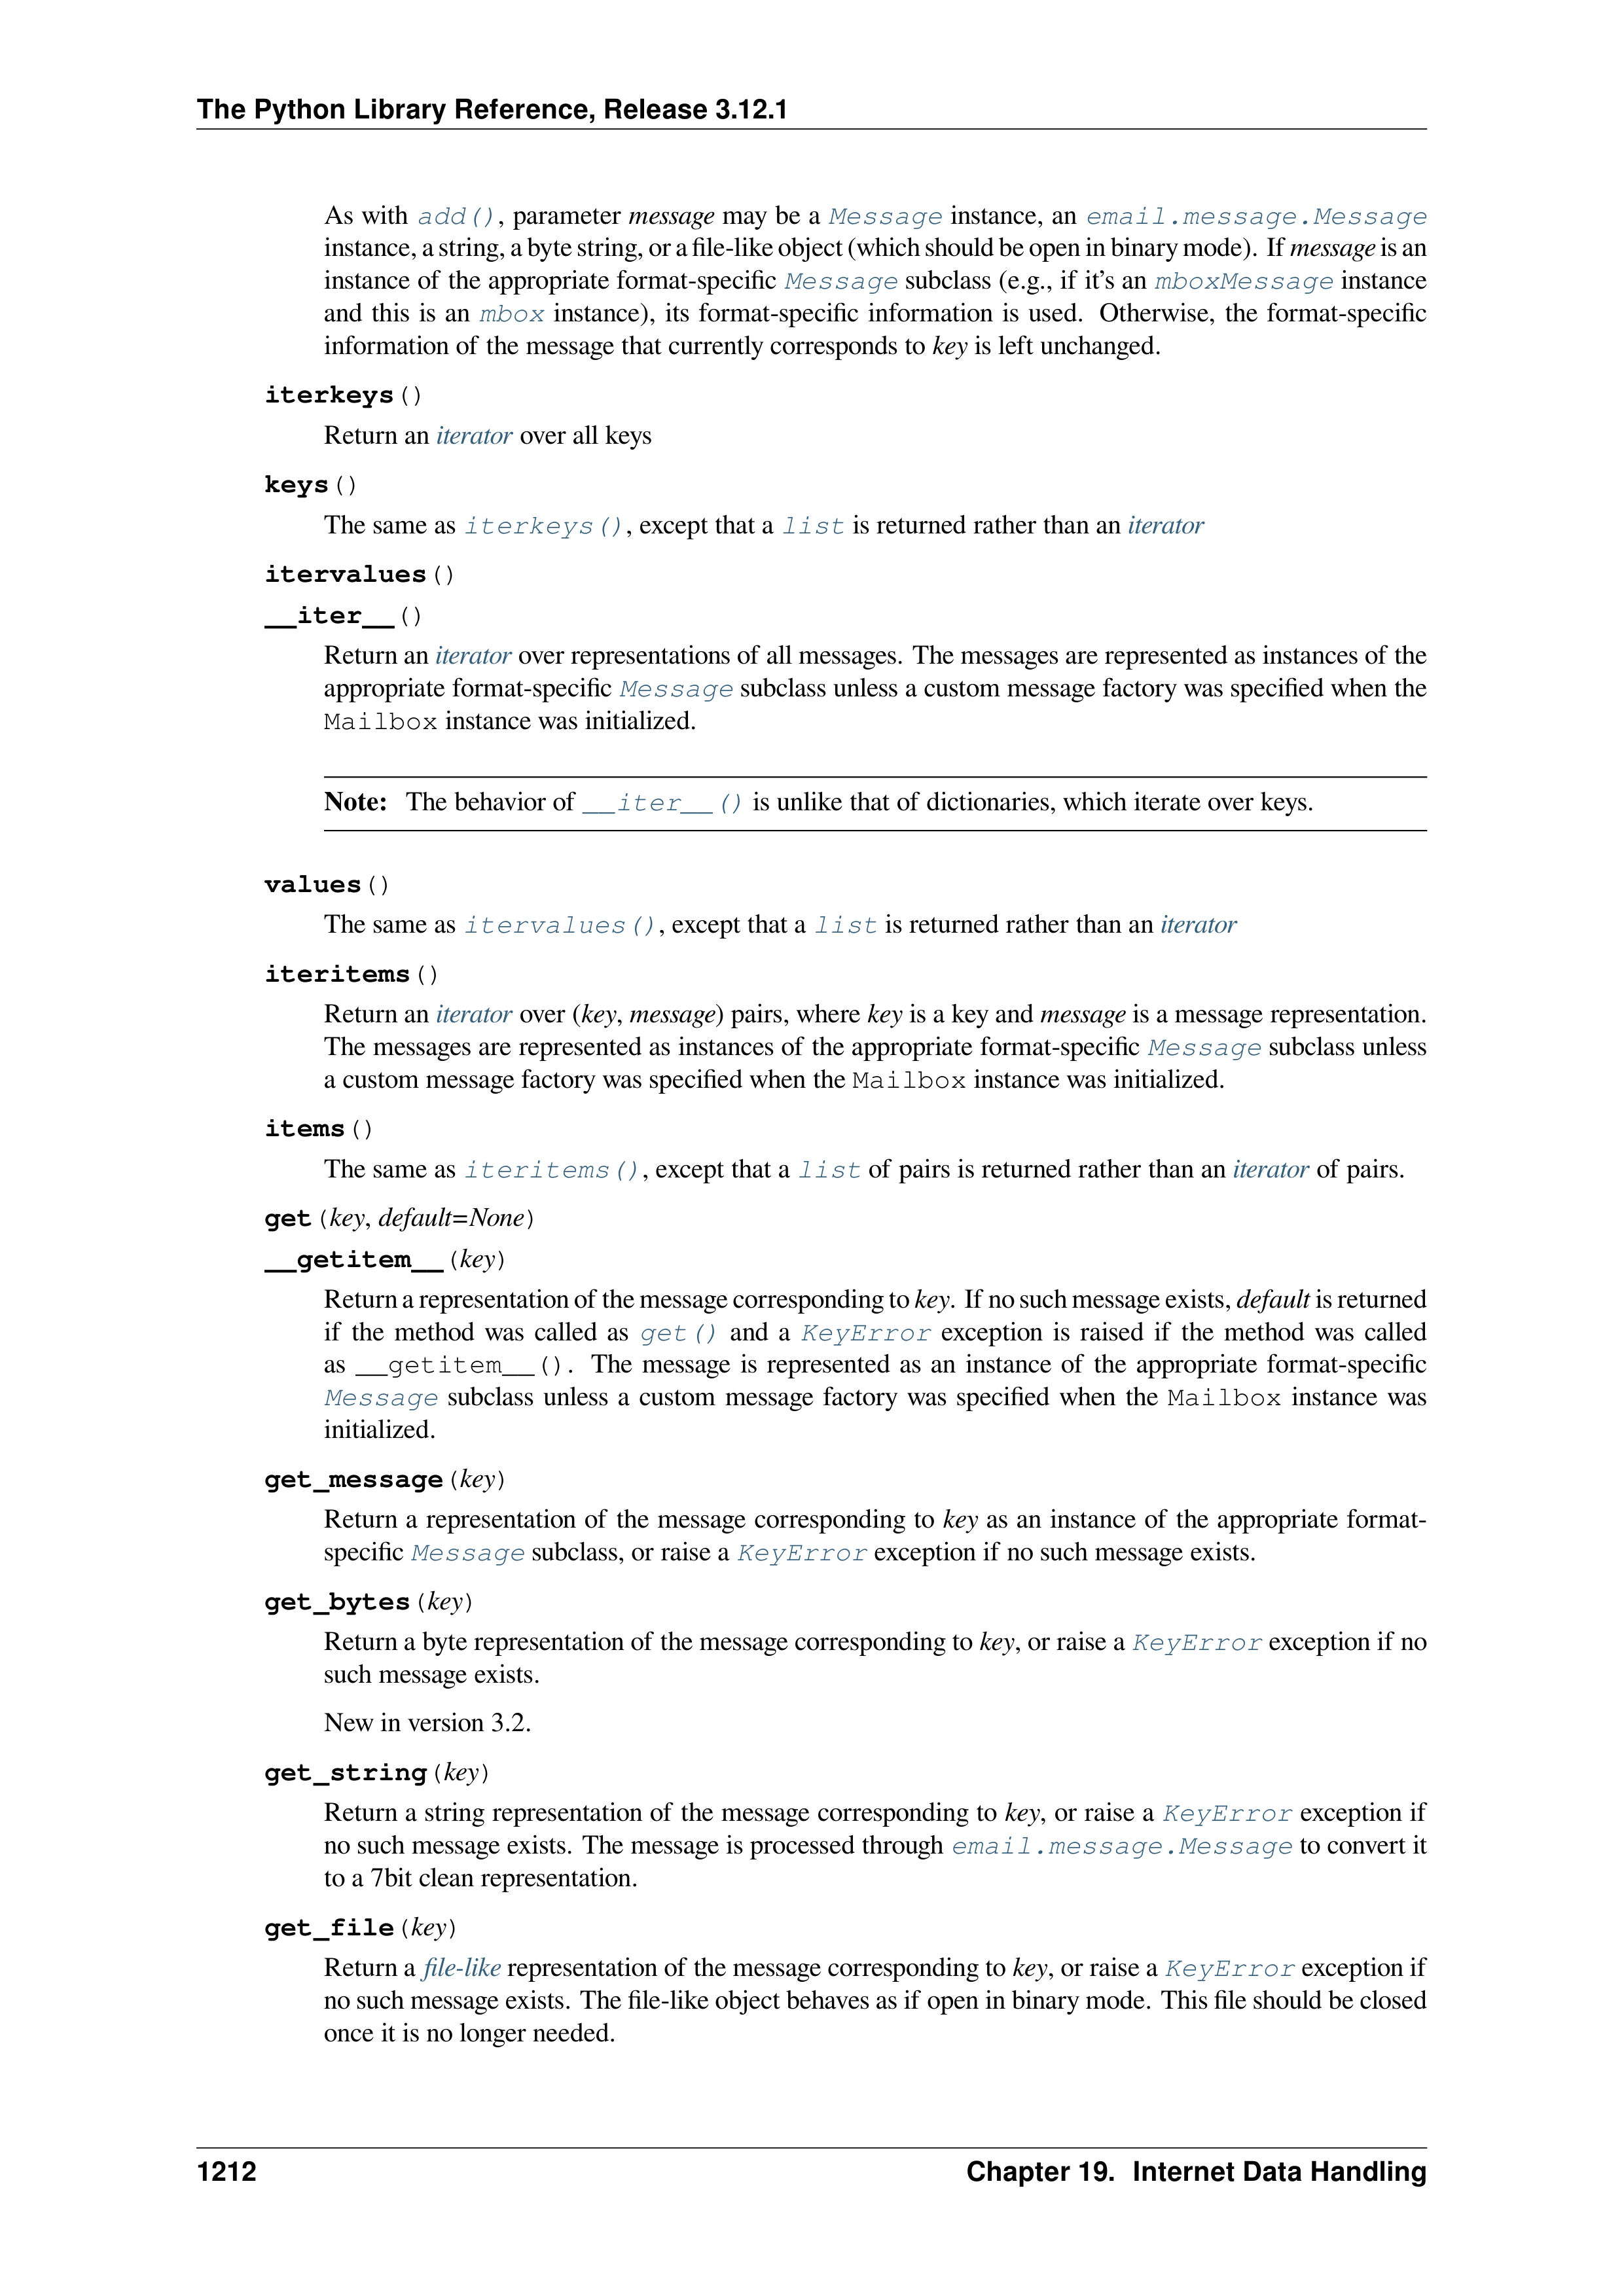 The Python Library Reference, Release 3.12.1
As with add(), parameter message may be a Message instance, an email.message.Message
instance, a string, a byte string, or a file-like object (which should be open in binary mode). If message is an
instance of the appropriate format-specific Message subclass (e.g., if it’s an mboxMessage instance
and this is an mbox instance), its format-specific information is used. Otherwise, the format-specific
information of the message that currently corresponds to key is left unchanged.
iterkeys()
Return an iterator over all keys
keys()
The same as iterkeys(), except that a list is returned rather than an iterator
itervalues()
__iter__()
Return an iterator over representations of all messages. The messages are represented as instances of the
appropriate format-specific Message subclass unless a custom message factory was specified when the
Mailbox instance was initialized.
Note: The behavior of __iter__() is unlike that of dictionaries, which iterate over keys.
values()
The same as itervalues(), except that a list is returned rather than an iterator
iteritems()
Return an iterator over (key, message) pairs, where key is a key and message is a message representation.
The messages are represented as instances of the appropriate format-specific Message subclass unless
a custom message factory was specified when the Mailbox instance was initialized.
items()
The same as iteritems(), except that a list of pairs is returned rather than an iterator of pairs.
get(key, default=None)
__getitem__(key)
Return a representation of the message corresponding to key. If no such message exists, default is returned
if the method was called as get() and a KeyError exception is raised if the method was called
as __getitem__(). The message is represented as an instance of the appropriate format-specific
Message subclass unless a custom message factory was specified when the Mailbox instance was
initialized.
get_message(key)
Return a representation of the message corresponding to key as an instance of the appropriate format-
specific Message subclass, or raise a KeyError exception if no such message exists.
get_bytes(key)
Return a byte representation of the message corresponding to key, or raise a KeyError exception if no
such message exists.
New in version 3.2.
get_string(key)
Return a string representation of the message corresponding to key, or raise a KeyError exception if
no such message exists. The message is processed through email.message.Message to convert it
to a 7bit clean representation.
get_file(key)
Return a file-like representation of the message corresponding to key, or raise a KeyError exception if
no such message exists. The file-like object behaves as if open in binary mode. This file should be closed
once it is no longer needed.
1212 Chapter 19. Internet Data Handling